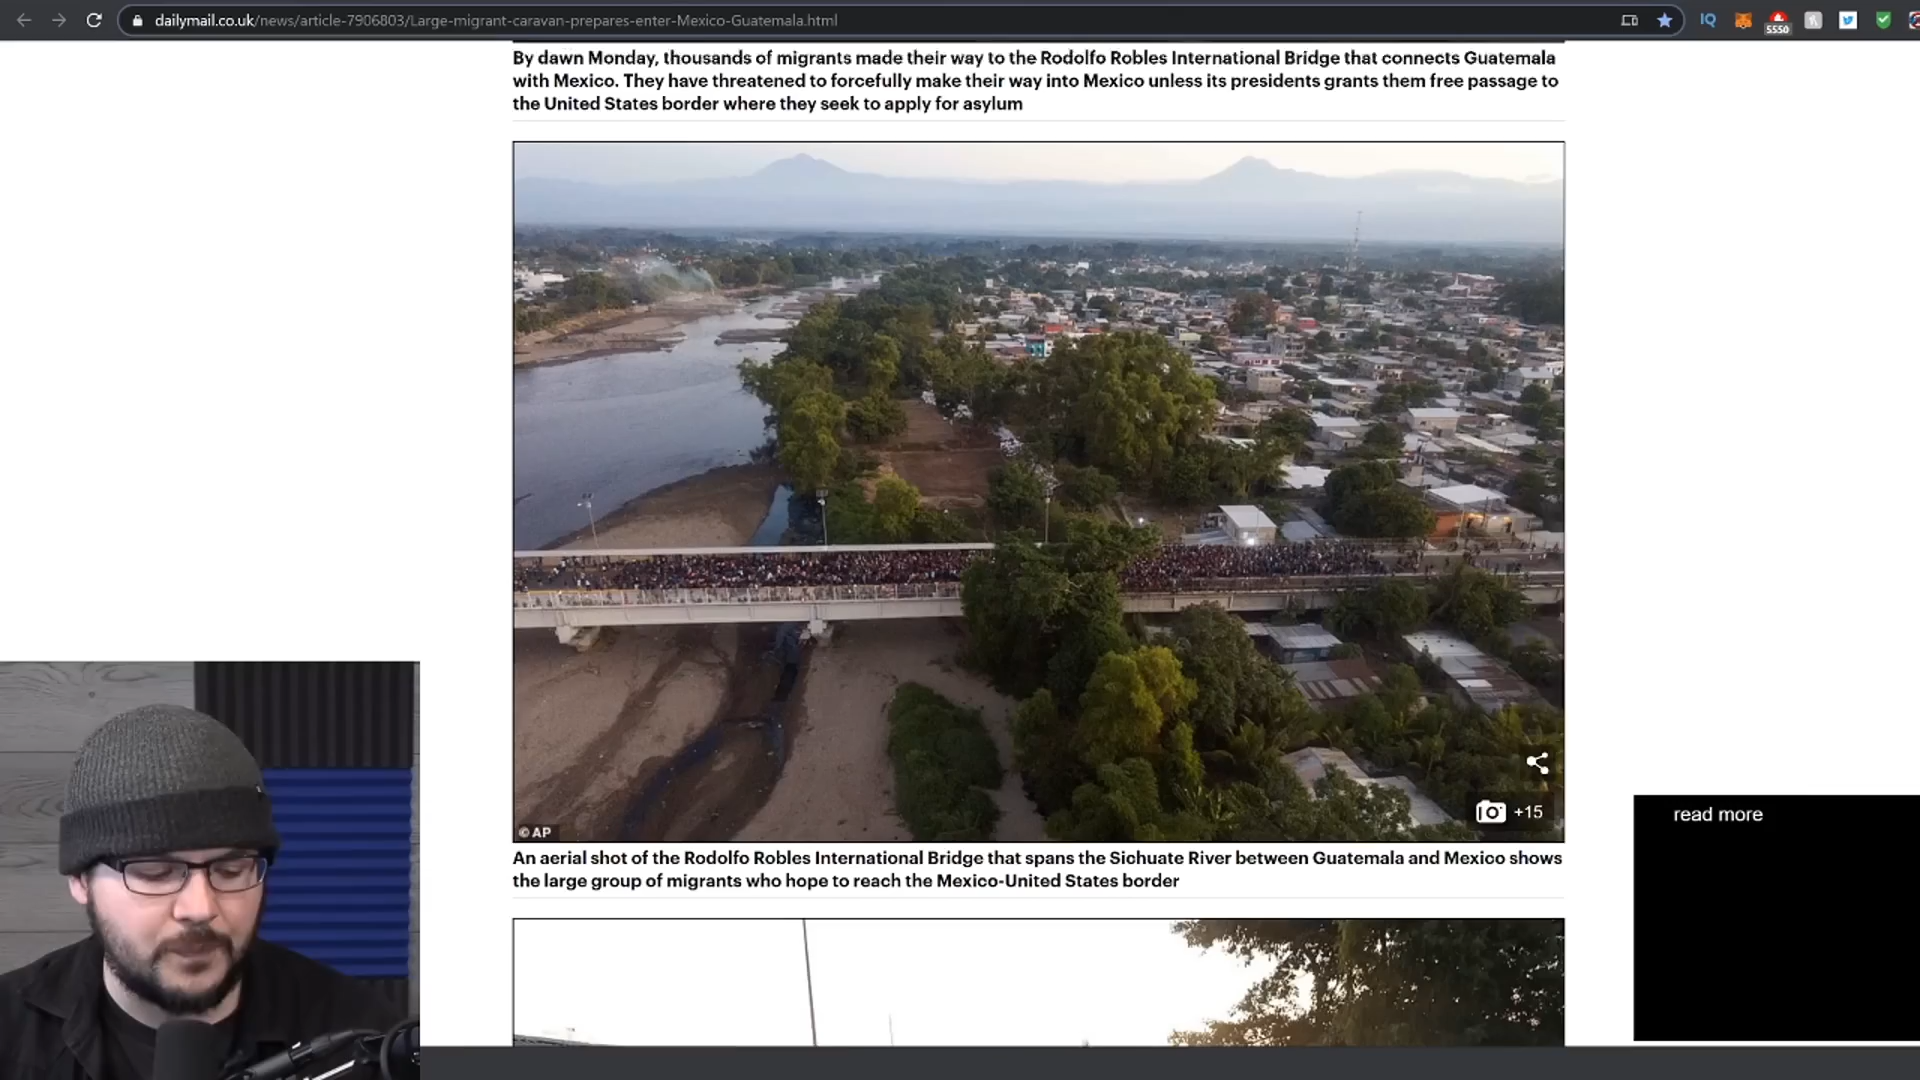 dailymail.co.uk/news/article-7906803/Large-migrant-caravan-prepares-enter-Mexico-Guatemala.html
IQ
5550
By dawn Monday, thousands of migrants made their way to the Rodolfo Robles International Bridge that connects Guatemala
with Mexico. They have threatened to forcefully make their way into Mexico unless its presidents grants them free passage to
the United States border where they seek to apply for asylum
+15
© AP
read more
An aerial shot of the Rodolfo Robles International Bridge that spans the Sichuate River between Guatemala and Mexico shows
the large group of migrants who hope to reach the Mexico-United States border